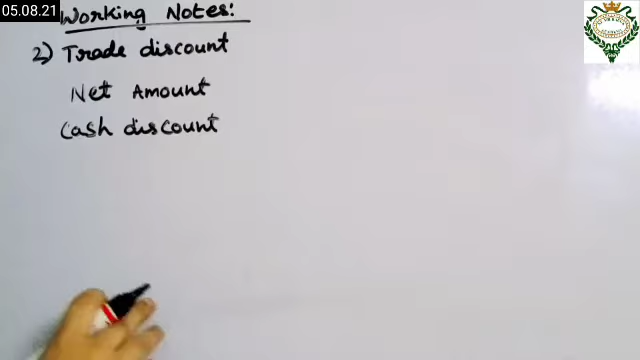 05.08.21
Working Notes:
2) Trade discount
Net Amount
Cash discount